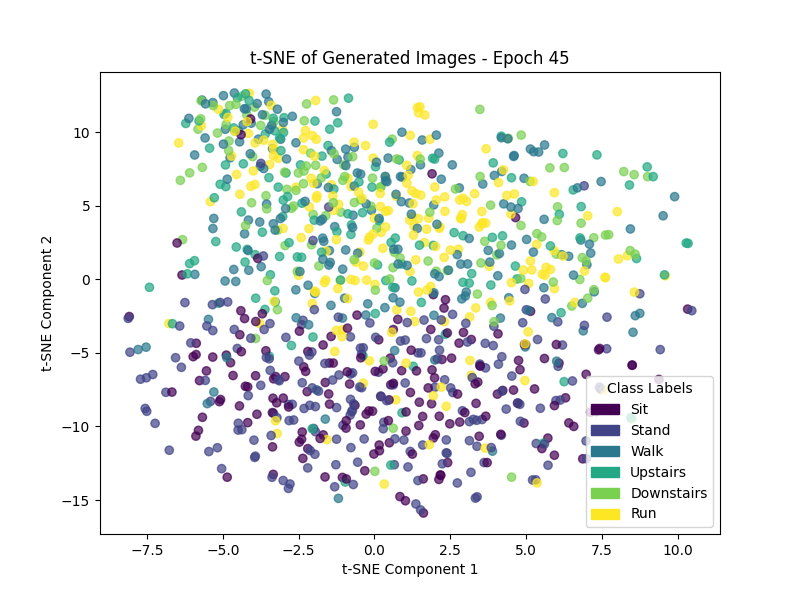 t-SNE of Generated Images - Epoch 45
t-SNE Component 2
10
5
0
−5
−10
−15
Class Labels
Sit
Stand
Walk
Upstairs
Downstairs
Run
−7.5
−5.0
−2.5
0.0
2.5
5.0
7.5
10.0
t-SNE Component 1